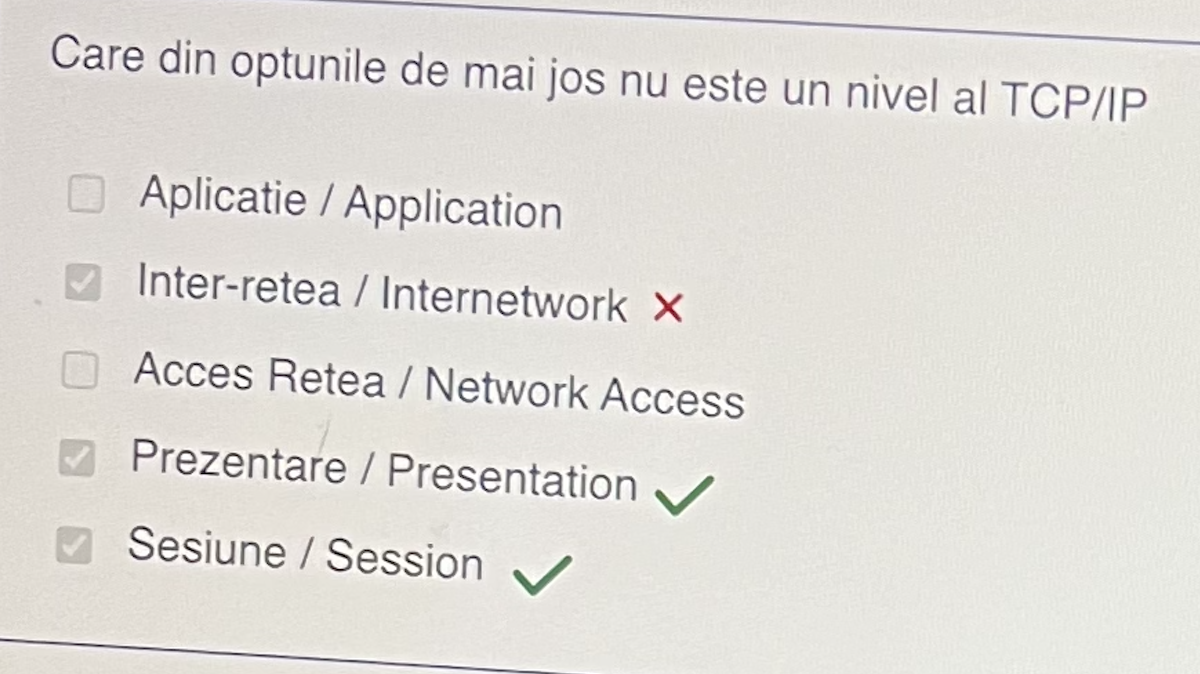 Care din optunile de mai jos nu este un nivel al TCP/IP
Aplicatie / Application
Inter-retea / Internetwork
Acces Retea / Network Access
Prezentare / Presentation
Sesiune / Session